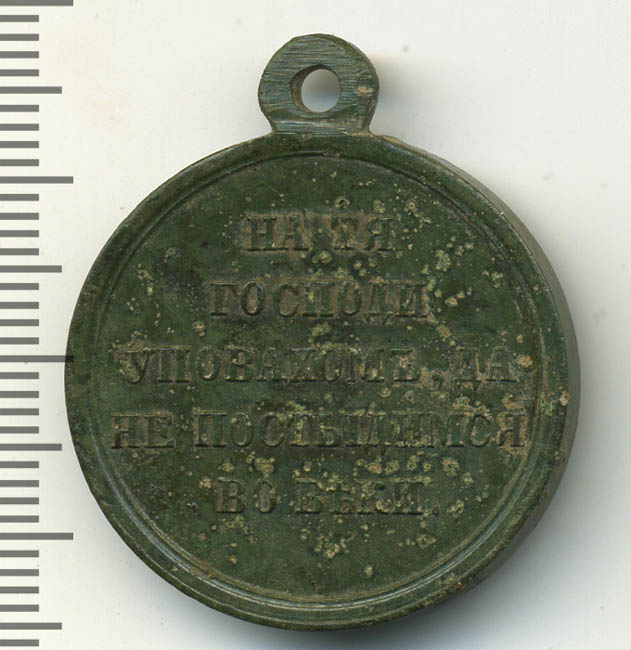 НА ТЯ
ГОСПОДИ
УПОВАХОМЪ, ДА
НЕ ПОСТЫДИМСЯ
ВО ВѢКИ.